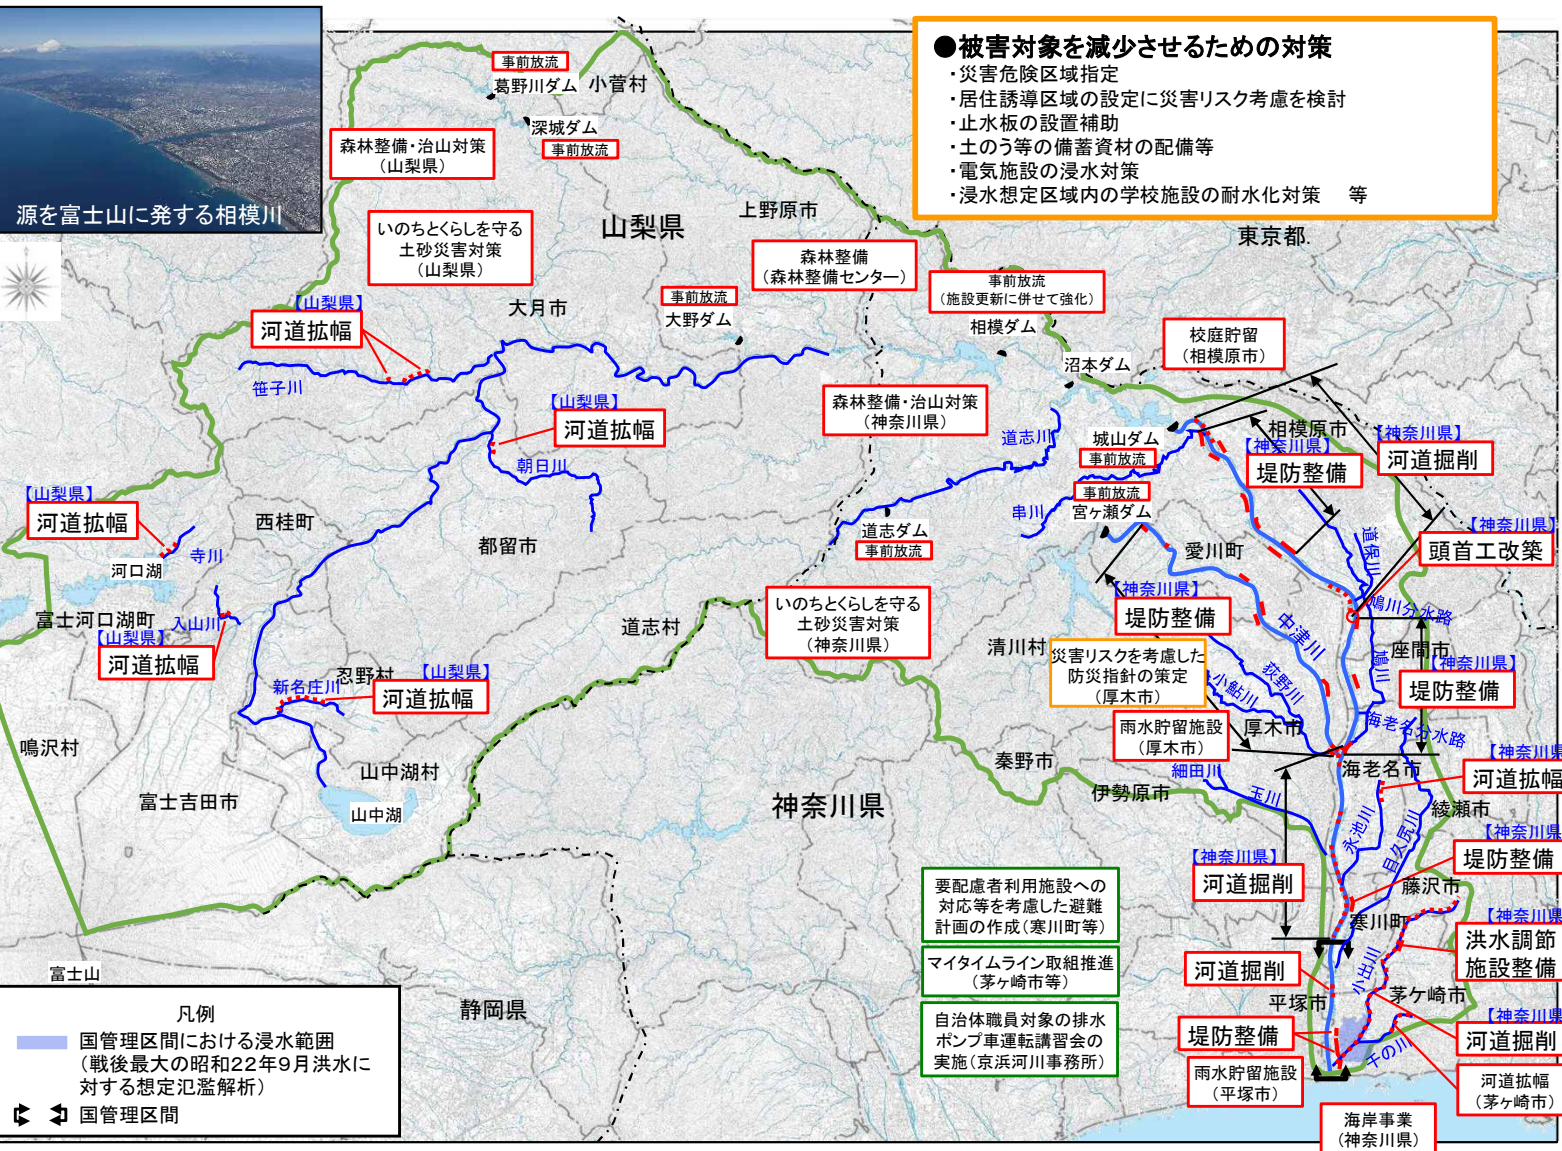 源を富士山に発する相模川
●被害対象を減少させるための対策
・災害危険区域指定
・居住誘導区域の設定に災害リスク考慮を検討
・止水板の設置補助
・土のう等の備蓄資材の配備等
・電気施設の浸水対策
・浸水想定区域内の学校施設の耐水化対策　等
事前放流
葛野川ダム
小菅村
深城ダム
事前放流
森林整備・治山対策
（山梨県）
いのちとくらしを守る
土砂災害対策
（山梨県）
山梨県
上野原市
東京都.
森林整備
（森林整備センター）
事前放流
（施設更新に併せて強化）
相模ダム
【山梨県】
河道拡幅
大月市
事前放流
大野ダム
校庭貯留
（相模原市）
沼本ダム
笹子川
【山梨県】
河道拡幅
朝日川
森林整備・治山対策
（神奈川県）
道志川
城山ダム
事前放流
相模原市
【神奈川県】
堤防整備
【神奈川県】
河道掘削
【山梨県】
河道拡幅
寺川
河口湖
西桂町
都留市
道志ダム
事前放流
串川
事前放流
宮ヶ瀬ダム
愛川町
道保川
【神奈川県】
頭首工改築
富士河口湖町
入山川
【山梨県】
河道拡幅
道志村
いのちとくらしを守る
土砂災害対策
（神奈川県）
清川村
【神奈川県】
堤防整備
中津川
鳩川分水路
座間市
鳩川
【神奈川県】
堤防整備
災害リスクを考慮した
防災指針の策定
（厚木市）
荻野川
小鮎川
忍野村
新名庄川
【山梨県】
河道拡幅
鳴沢村
山中湖村
山中湖
富士吉田市
雨水貯留施設
（厚木市）
厚木市
海老名分水路
海老名市
秦野市
細田川
伊勢原市
玉川
神奈川県
【神奈川県
河道拡幅
綾瀬市
永池川
目久尻川
【神奈川県】
河道掘削
【神奈川県
堤防整備
藤沢市
寒川町
要配慮者利用施設への
対応等を考慮した避難
計画の作成（寒川町等）
マイタイムライン取組推進
（茅ヶ崎市等）
自治体職員対象の排水
ポンプ車運転講習会の
実施（京浜河川事務所）
【神奈川県
洪水調節
施設整備
河道掘削
小出川
平塚市
茅ケ崎市
【神奈川県
河道掘削
堤防整備
千の川
雨水貯留施設
（平塚市）
河道拡幅
（茅ヶ崎市）
海岸事業
（神奈川県）
富士山
静岡県
凡例
国管理区間における浸水範囲
（戦後最大の昭和22年9月洪水に
対する想定氾濫解析）
国管理区間